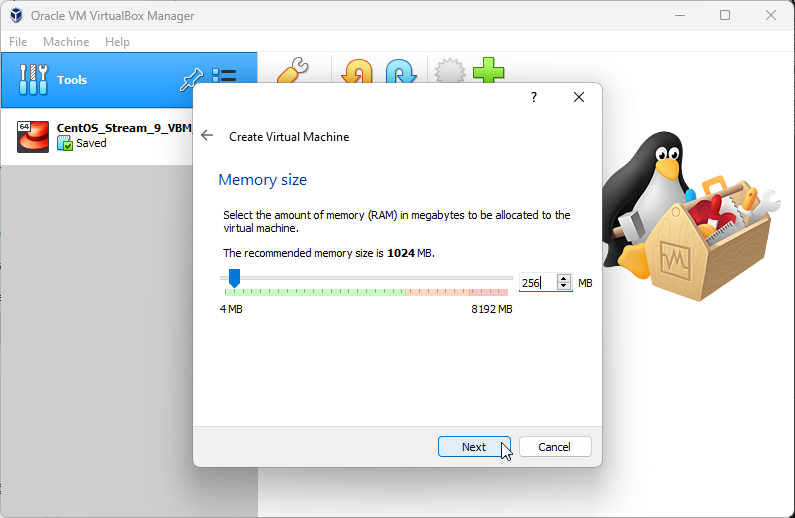 Oracle VM VirtualBox Manager
File Machine Help
Tools
64
CentOS_Stream_9_VBM_
Saved
?
Create Virtual Machine
Memory size
Select the amount of memory (RAM) in megabytes to be allocated to the
virtual machine.
The recommended memory size is 1024 MB.
256 MB
4 MB 8192 MB
Next Cancel